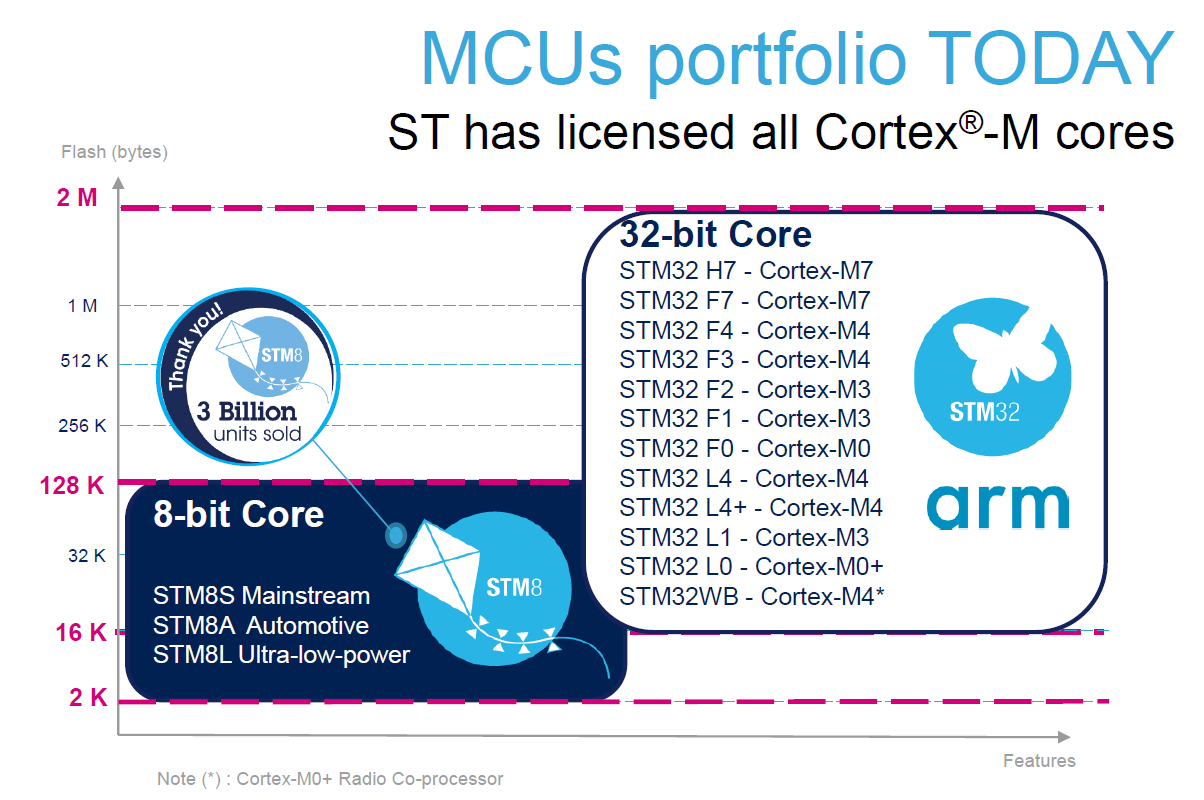 MCUs portfolio TODAY
ST has licensed all Cortex®-M cores
Flash (bytes)
2 M
1 M
512 K
256 K
128 K
32 K
16 K
2 K
Thank you!
STM8
3 Billion
units sold
8-bit Core
STM8S Mainstream
STM8A Automotive
STM8L Ultra-low-power
STM8
32-bit Core
STM32 H7 - Cortex-M7
STM32 F7 - Cortex-M7
STM32 F4 - Cortex-M4
STM32 F3 - Cortex-M4
STM32 F2 - Cortex-M3
STM32 F1 - Cortex-M3
STM32 F0 - Cortex-M0
STM32 L4 - Cortex-M4
STM32 L4+ - Cortex-M4
STM32 L1 - Cortex-M3
STM32 L0 - Cortex-M0+
STM32WB - Cortex-M4*
STM32
arm
Features
Note (*) : Cortex-M0+ Radio Co-processor